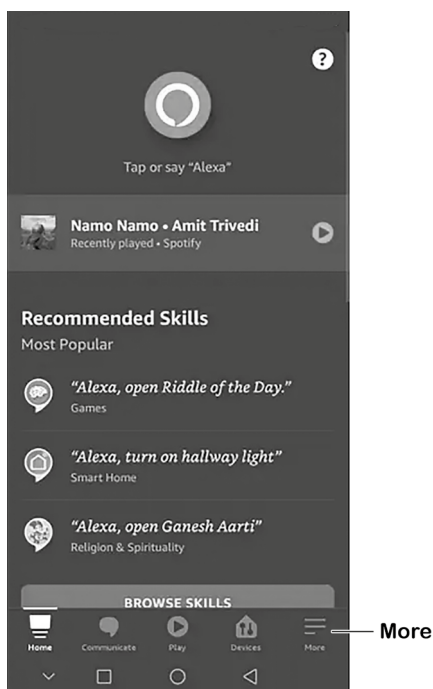 ?
Tap or say “Alexa”
Namo Namo • Amit Trivedi
Recently played • Spotify
Recommended Skills
Most Popular
“Alexa, open Riddle of the Day.”
Games
“Alexa, turn on hallway light”
Smart Home
“Alexa, open Ganesh Aarti”
Religion & Spirituality
BROWSE SKILLS
Home Communicate Play Devices More
More